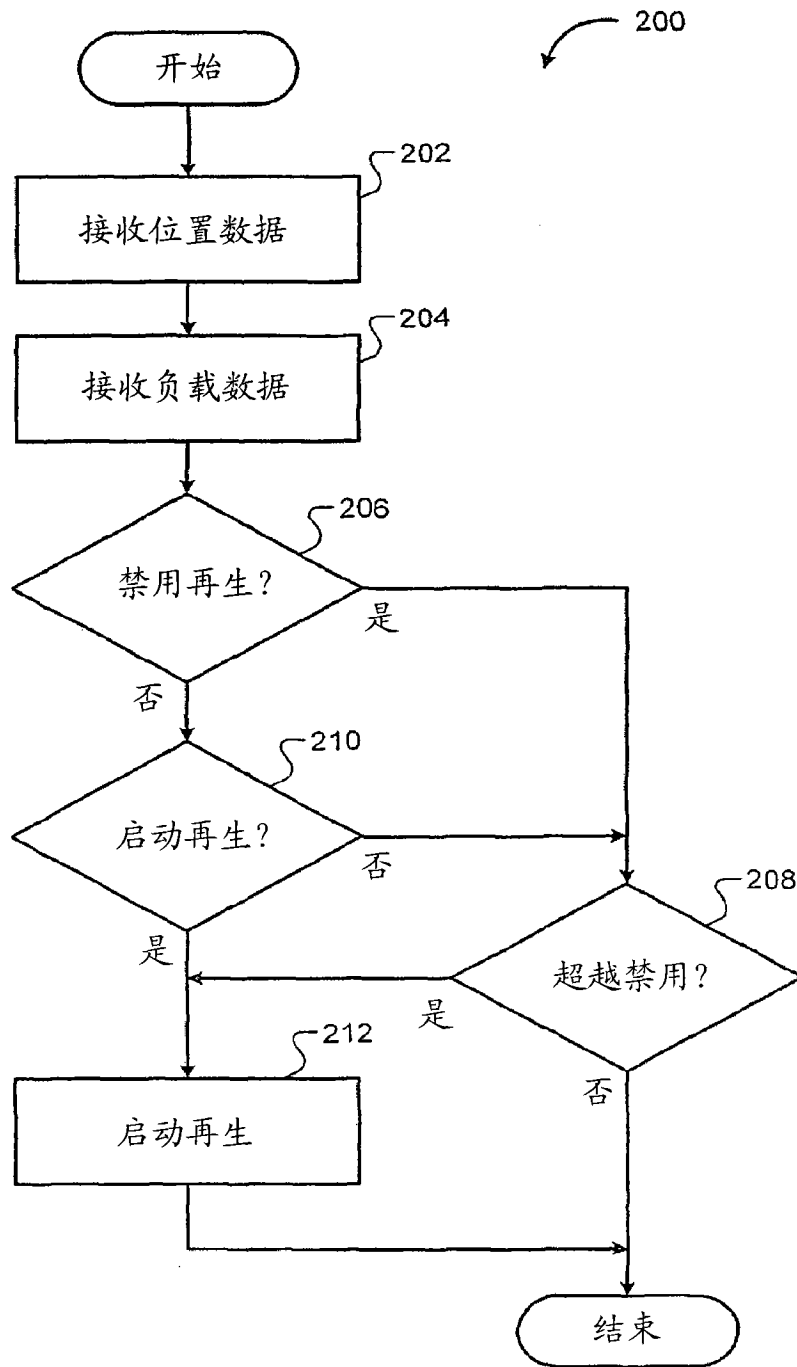 200
开始
202
接收位置数据
204
接收负载数据
206
禁用再生?
是
否
210
启动再生?
否
208
是
超越禁用?
是
212
否
启动再生
结束